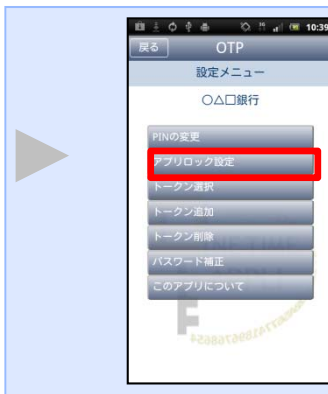 10:39
戻る OTP
設定メニュー
○△□銀行
PINの変更
アプリロック設定
トークン選択
トークン追加
トークン削除
パスワード補正
このアプリについて